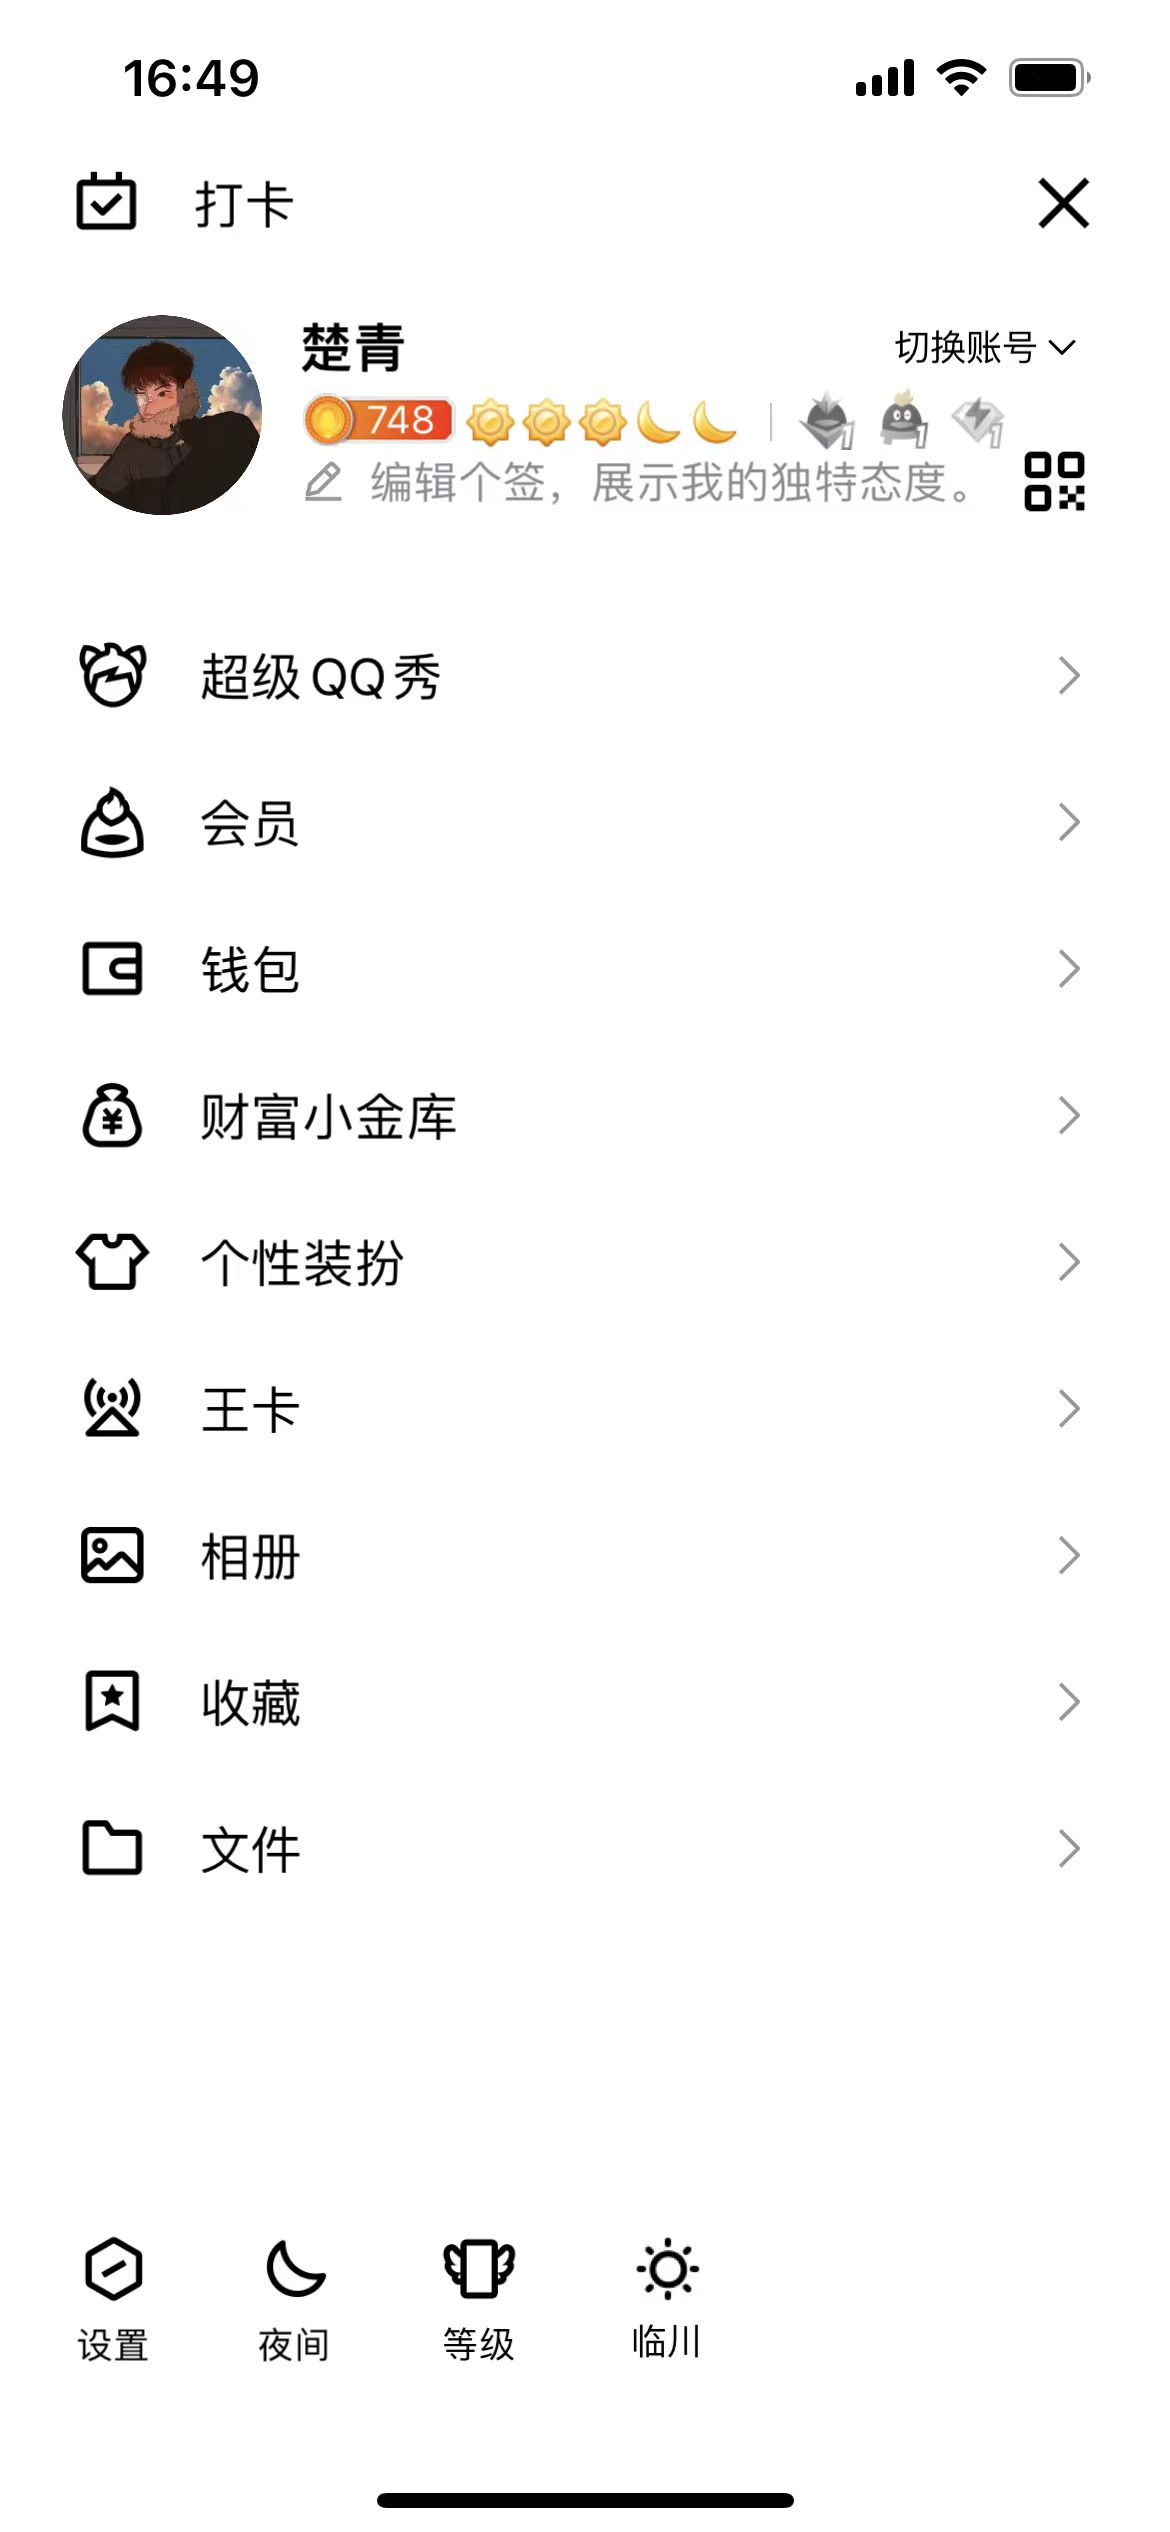 16:49
打卡
楚青
切换账号
748
编辑个签，展示我的独特态度。
超级QQ秀
会员
钱包
财富小金库
个性装扮
王卡
相册
收藏
文件
设置
夜间
等级
临川